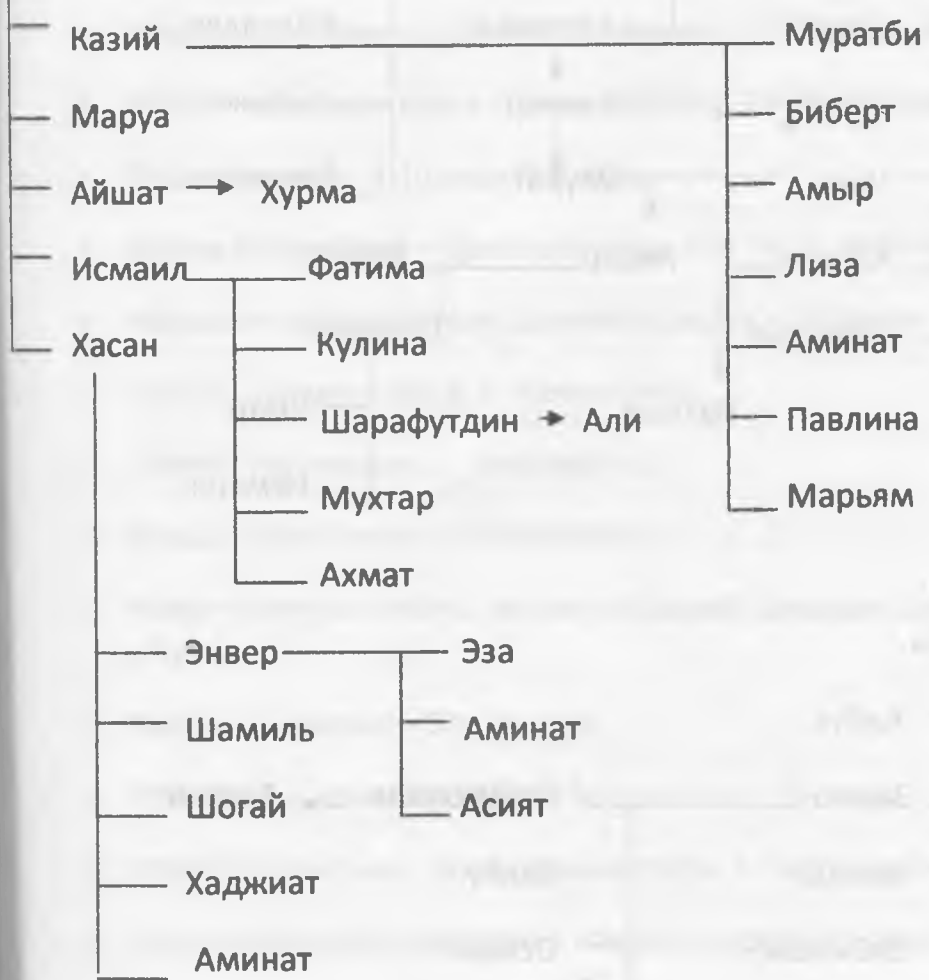 Казий Муратби
Маруа Биберт
Айшат → Хурма Амыр
Исмаил Фатима Лиза
Хасан Кулина Аминат
Шарафутдин → Али Павлина
Мухтар Марьям
Ахмат
Энвер Эза
Шамиль Аминат
Шогай Асият
Хаджиат
Аминат